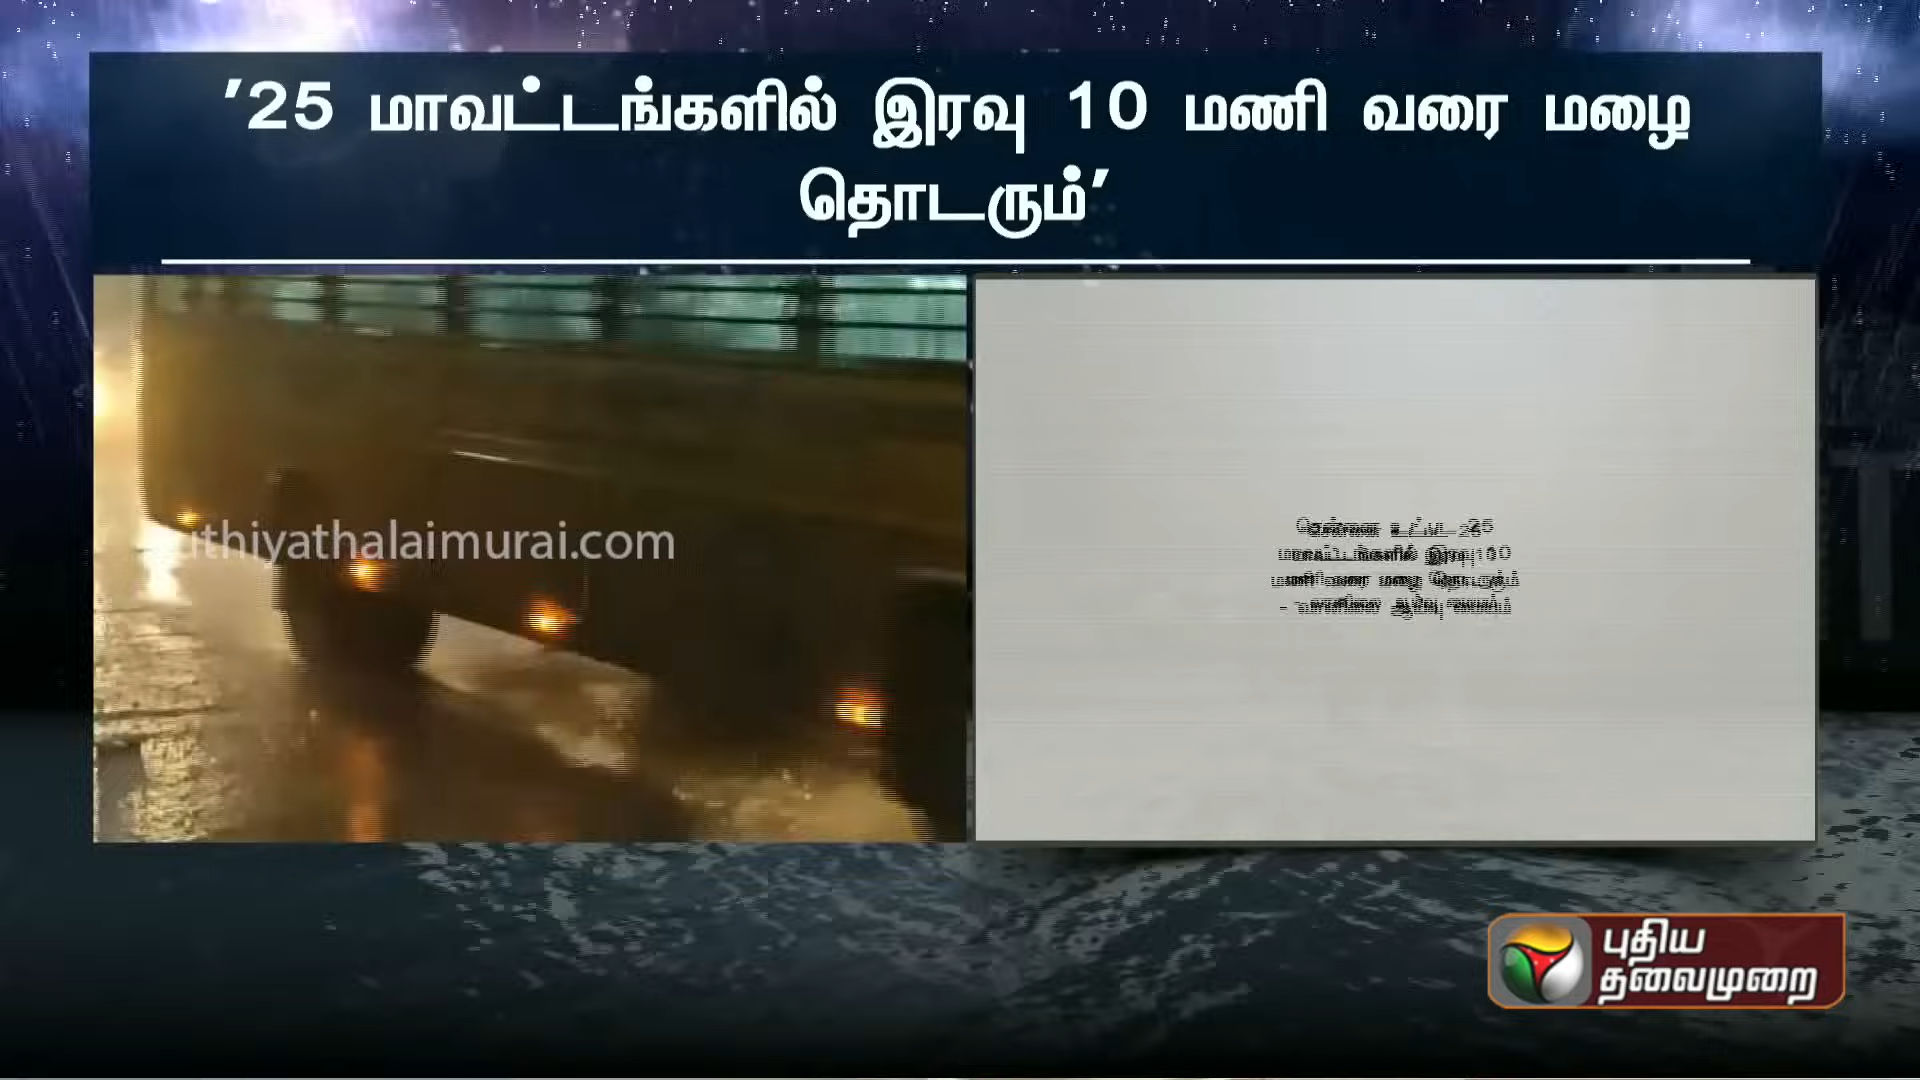 ’25 மாவட்டங்களில் இரவு 10 மணி வரை மழை
தொடரும்’
uthiyathalaimurai.com
சென்னை உட்பட 25
மாவட்டங்களில் இரவு 10
மணி வரை மழை தொடரும்
- வானிலை ஆய்வு மையம்
புதிய
தலைமுறை